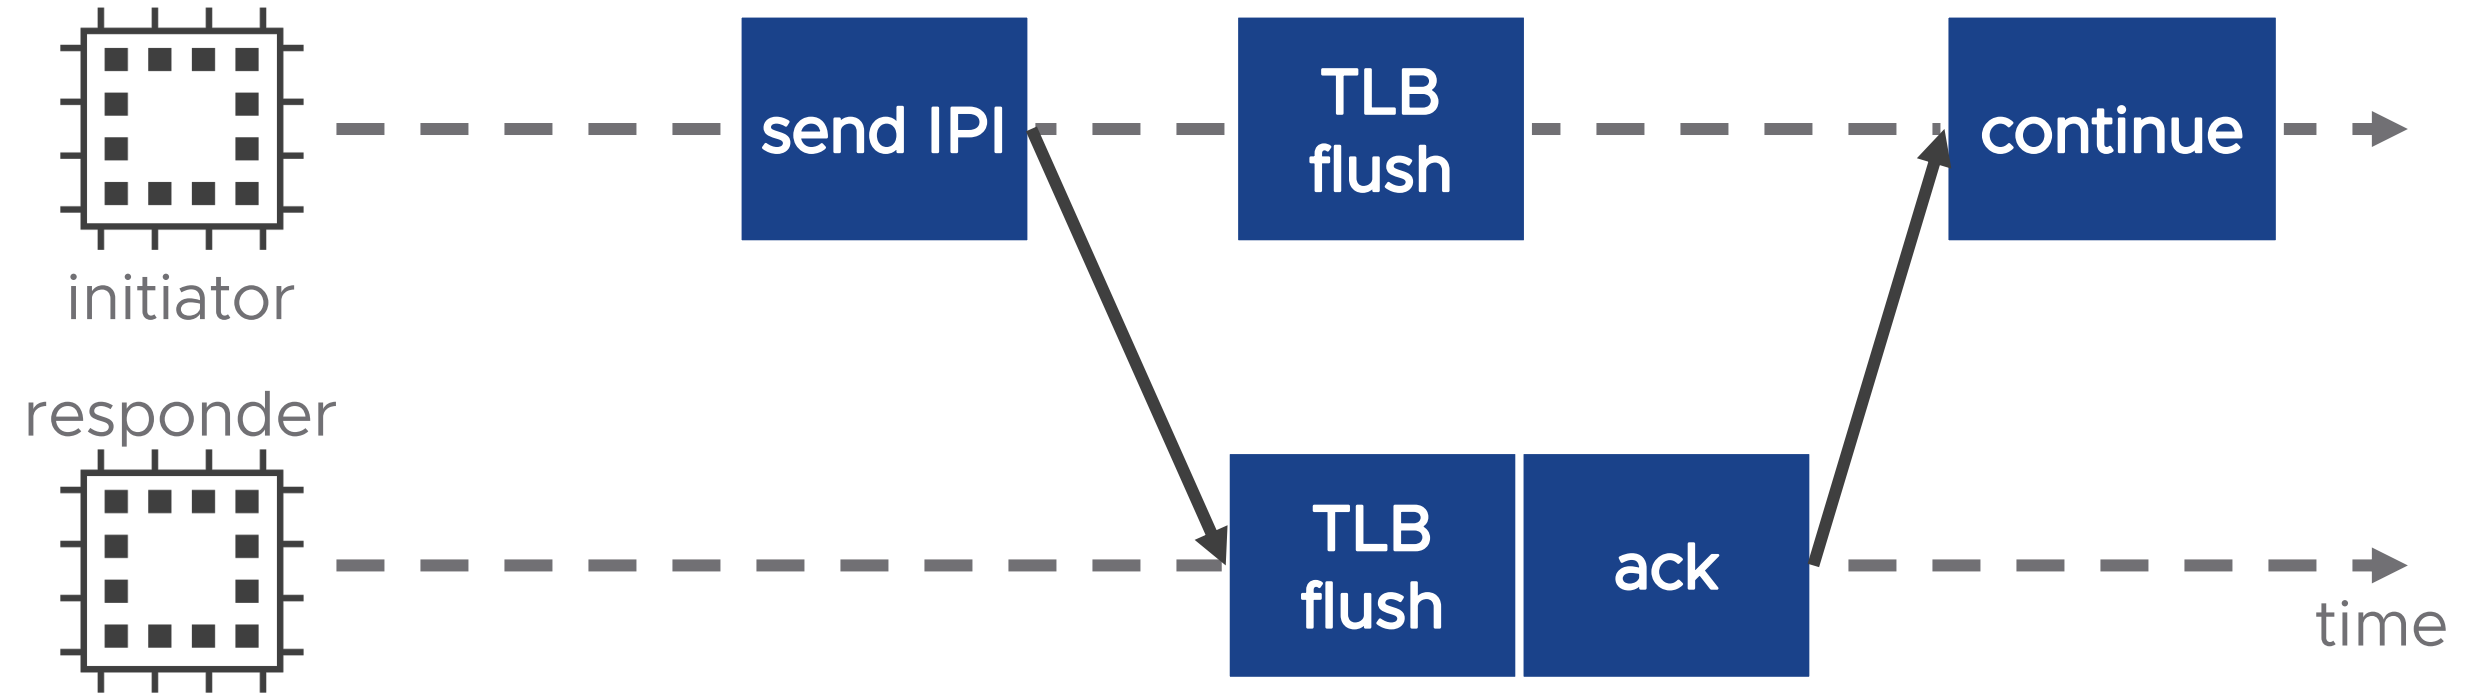 send IPI
TLB
flush
continue
initiator
responder
TLB
flush
ack
time